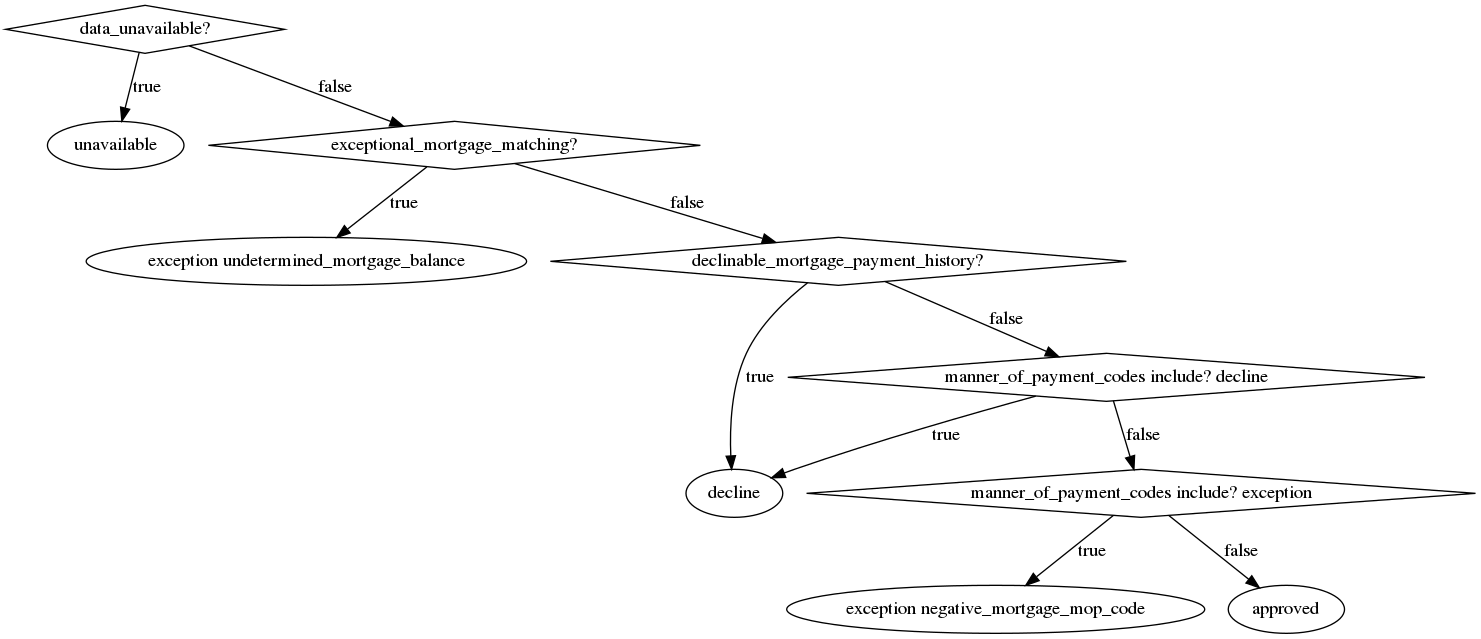 data_unavailable?
true
false
unavailable
exceptional_mortgage_matching?
true
false
exception undetermined_mortgage_balance
declinable_mortgage_payment_history?
false
true
manner_of_payment_codes include? decline
true
false
decline
manner_of_payment_codes include? exception
true
false
exception negative_mortgage_mop_code
approved